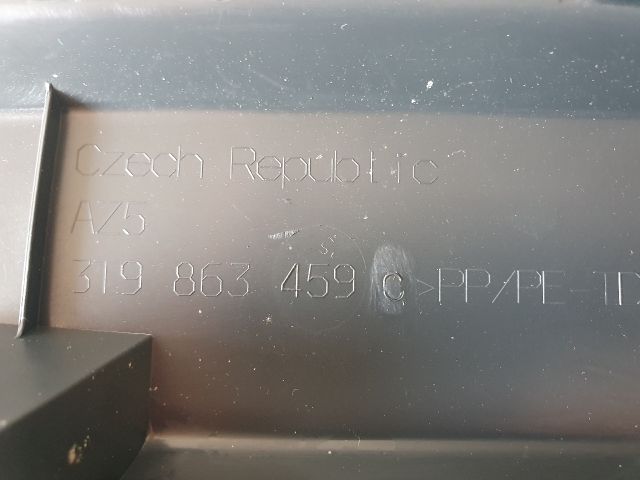 Czech Republic
AZ5
319 863 459 C >PP/PE-T